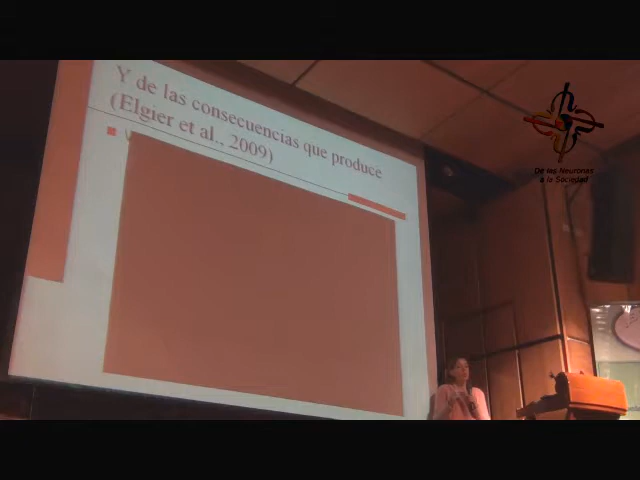 Y de las consecuencias que produce
(Elgier et al., 2009)
De las Neuronas
a la Sociedad